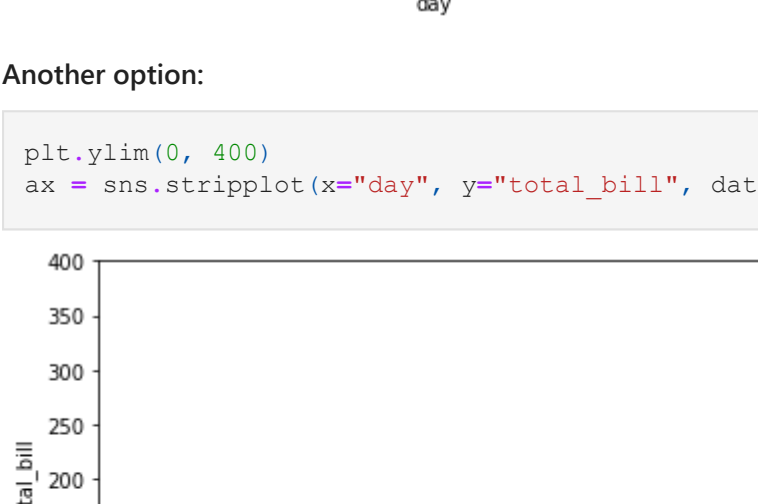 day
Another option:
plt.ylim(0, 400)
ax = sns.stripplot(x="day", y="total_bill", dat
400
350
300
250
200
tal_bill